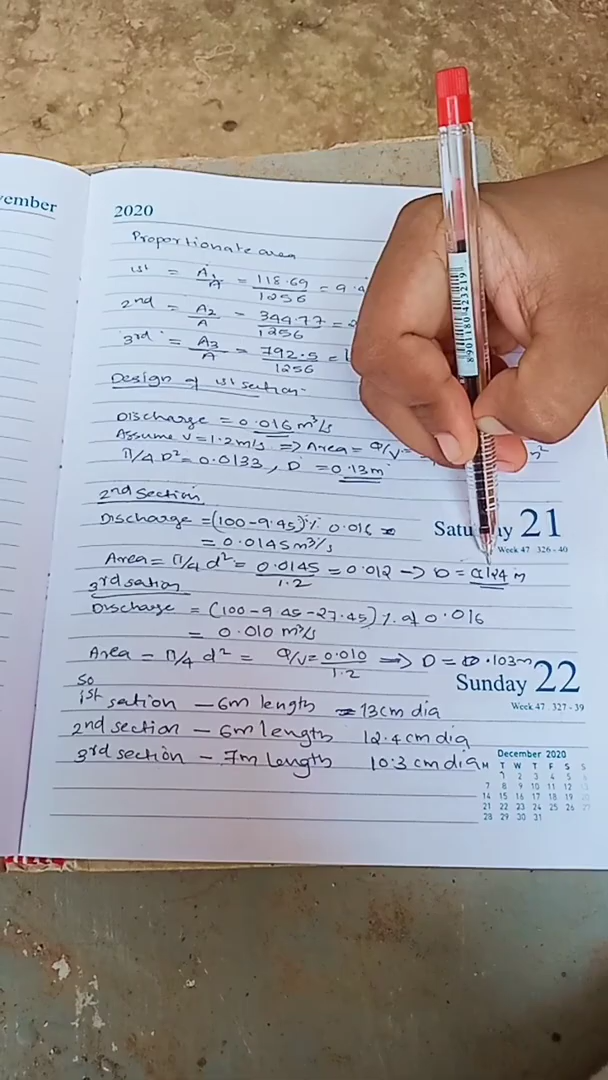 vember
2020
Proportionate area
1st = A1/A = 118.69/1256 = 9.4
2nd = A2/A = 344.77/1256 =
3rd = A3/A = 792.5/1256 =
Design of 1st section.
Discharge = 0.016 m³/s
Assume v = 1.2 m/s => Area = Q/V = m²
π/4 D² = 0.0133, D = 0.13m
2nd section
Discharge = (100-9.45)% 0.016
= 0.0145 m³/s
Saturday 21
Week 47 326 - 40
Area = π/4 d² = 0.0145/1.2 = 0.012 → D = 0.124 m
3rd sation
Discharge = (100-9.45-27.45)% of 0.016
= 0.010 m³/s
Area = π/4 d² = Q/V = 0.010/1.2 => D = 0.103m
Sunday 22
Week 47 327 - 39
So
1st sation - 6m length 13cm dia
2nd section - 6m length 12.4cm dia
3rd section - 7m length 10.3 cm dia
December 2020
M T W T F S S
1 2 3 4 5 6
7 8 9 10 11 12
14 15 16 17 18 19
21 22 23 24 25 26
28 29 30 31
8901180423219